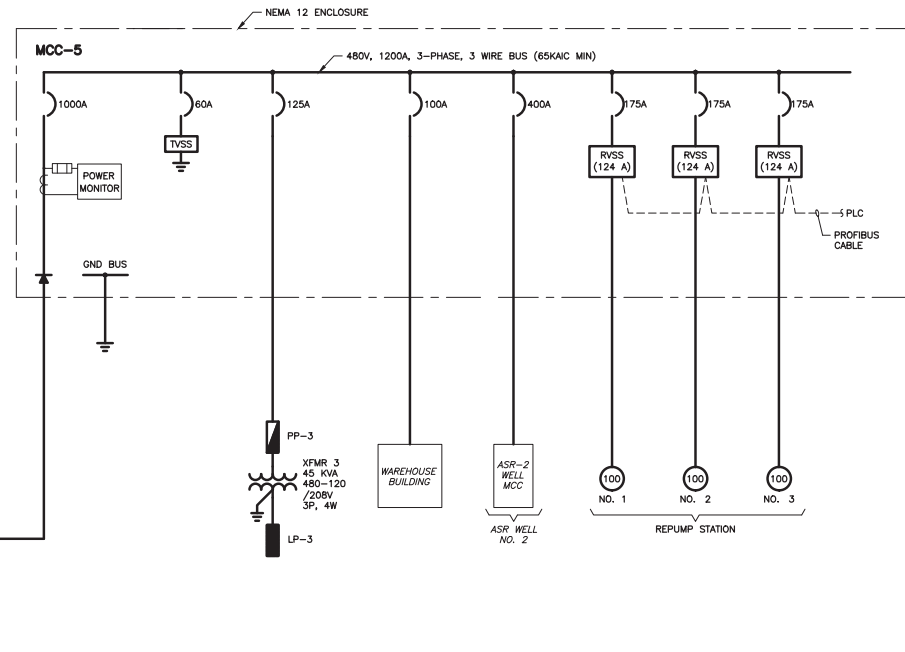 NEMA 12 ENCLOSURE
MCC-5
480V, 1200A, 3-PHASE, 3 WIRE BUS (65KAIC MIN)
1000A
60A
125A
100A
400A
175A
175A
175A
TVSS
RVSS
(124 A)
RVSS
(124 A)
RVSS
(124 A)
POWER
MONITOR
PLC
PROFIBUS
CABLE
GND BUS
PP-3
XFMR 3
45 KVA
480-120
/208V
3P, 4W
LP-3
WAREHOUSE
BUILDING
ASR-2
WELL
MCC
ASR WELL
NO. 2
100
NO. 1
100
NO. 2
100
NO. 3
REPUMP STATION